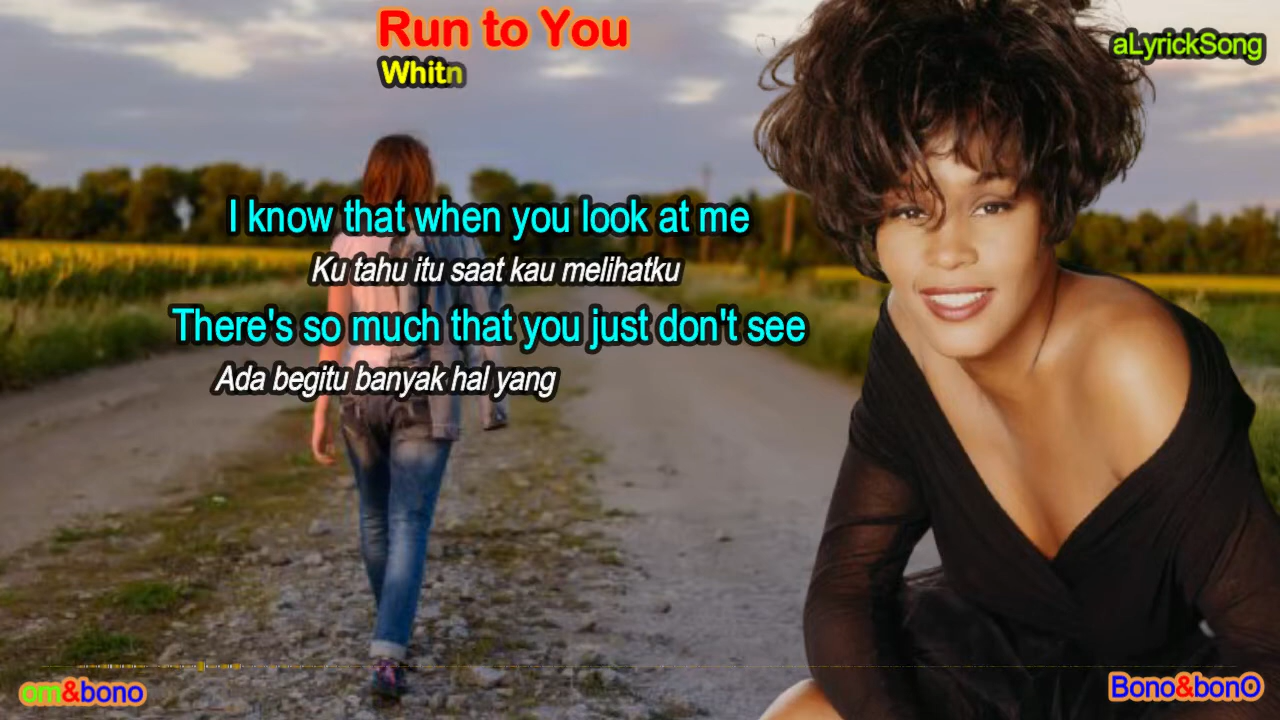 Run to You
Whitn
aLyrickSong
I know that when you look at me
Ku tahu itu saat kau melihatku
There's so much that you just don't see
Ada begitu banyak hal yang
om&bono
Bono&bonO